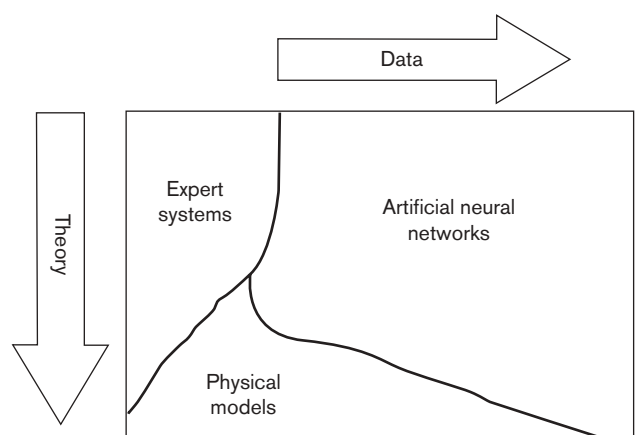 Data
Theory
Expert
systems
Artificial neural
networks
Physical
models